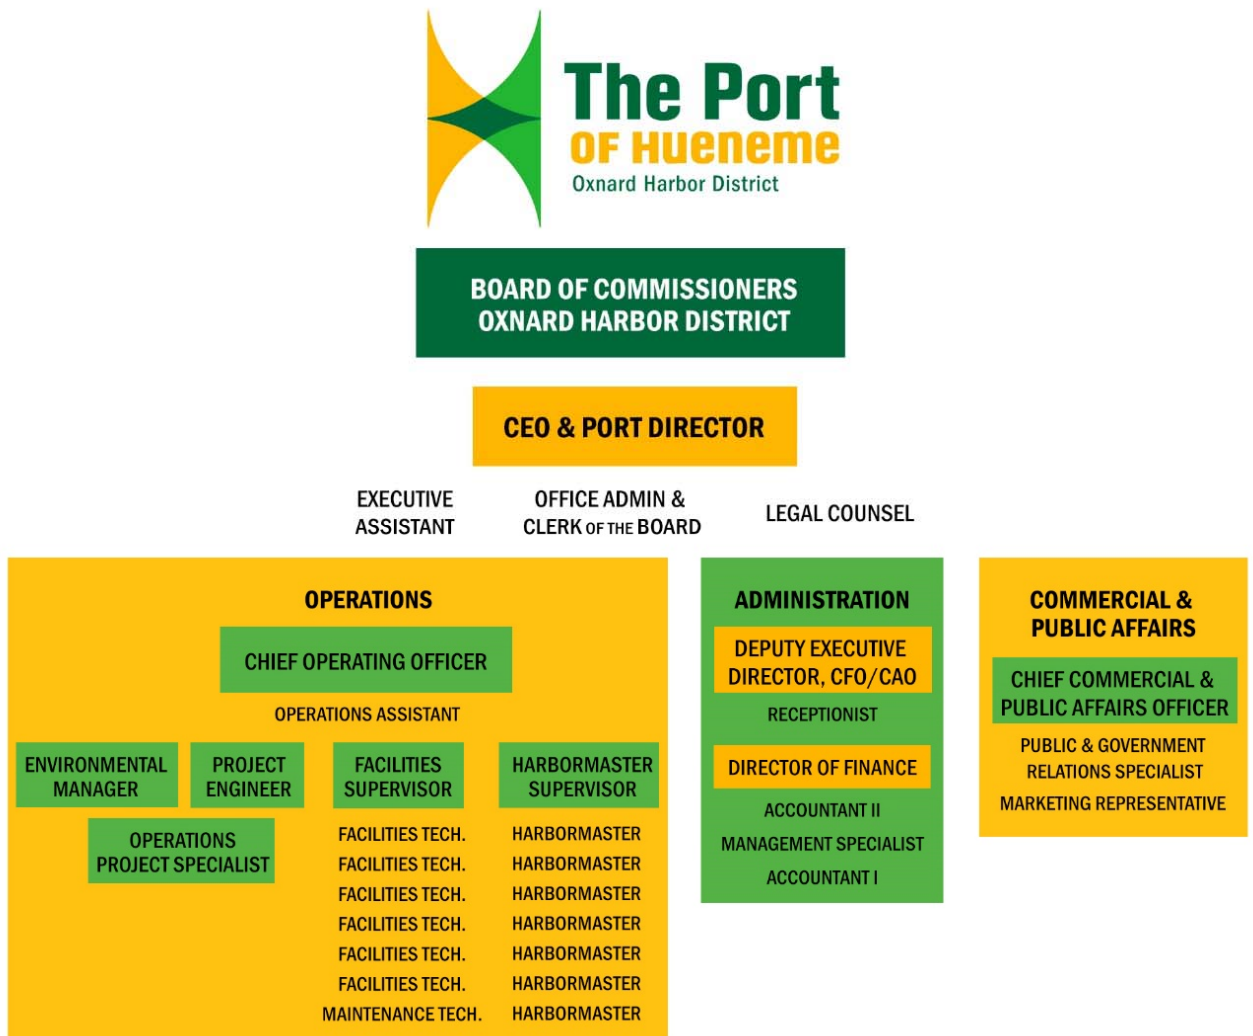 The Port
OF HUENEME
Oxnard Harbor District
BOARD OF COMMISSIONERS
OXNARD HARBOR DISTRICT
CEO & PORT DIRECTOR
EXECUTIVE
ASSISTANT
OFFICE ADMIN &
CLERK OF THE BOARD
LEGAL COUNSEL
OPERATIONS
CHIEF OPERATING OFFICER
OPERATIONS ASSISTANT
ENVIRONMENTAL
MANAGER
PROJECT
ENGINEER
OPERATIONS
PROJECT SPECIALIST
FACILITIES
SUPERVISOR
FACILITIES TECH.
FACILITIES TECH.
FACILITIES TECH.
FACILITIES TECH.
FACILITIES TECH.
FACILITIES TECH.
MAINTENANCE TECH.
HARBORMASTER
SUPERVISOR
HARBORMASTER
HARBORMASTER
HARBORMASTER
HARBORMASTER
HARBORMASTER
HARBORMASTER
HARBORMASTER
ADMINISTRATION
DEPUTY EXECUTIVE
DIRECTOR, CFO/CAO
RECEPTIONIST
DIRECTOR OF FINANCE
ACCOUNTANT II
MANAGEMENT SPECIALIST
ACCOUNTANT I
COMMERCIAL &
PUBLIC AFFAIRS
CHIEF COMMERCIAL &
PUBLIC AFFAIRS OFFICER
PUBLIC & GOVERNMENT
RELATIONS SPECIALIST
MARKETING REPRESENTATIVE